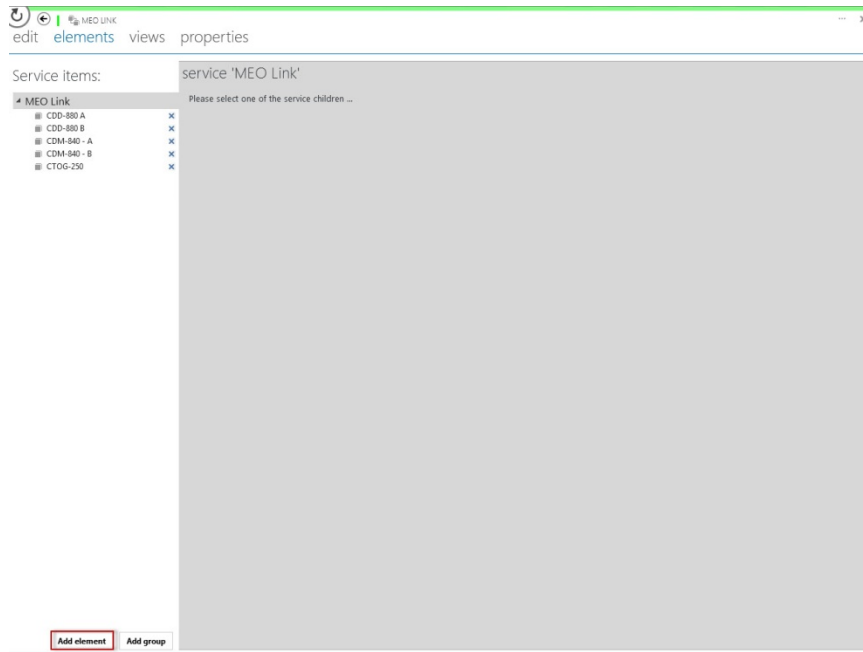 MEO LINK
edit elements views properties
Service items:
MEO Link
CDD-880 A
CDD-880 B
CDM-840 - A
CDM-840 - B
CTOG-250
service 'MEO Link'
Please select one of the service children ...
Add element Add group